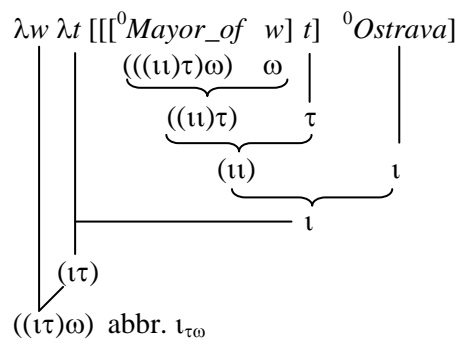 λw λt [[[⁰Mayor_of w] t] ⁰Ostrava]
(((ιι)τ)ω) ω
((ιι)τ) τ
(ιι) ι
ι
(ιτ)
((ιτ)ω) abbr. ι_τω